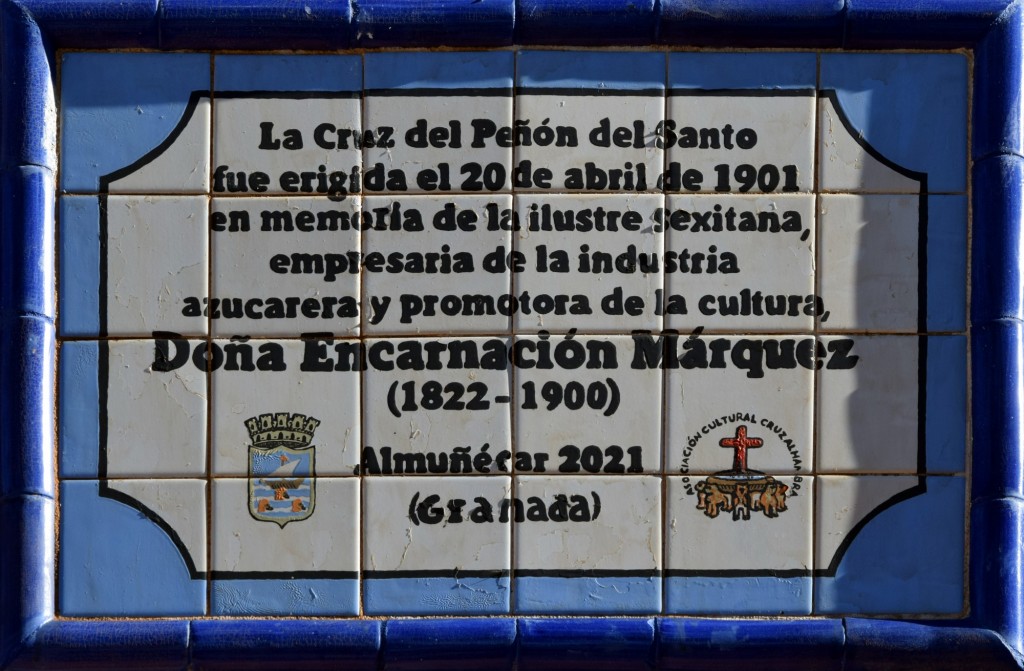 La Cruz del Peñón del Santo
fue erigida el 20 de abril de 1901
en memoria de la ilustre sexitana,
empresaria de la industria
azucarera y promotora de la cultura,
Doña Encarnación Márquez
(1822 - 1900)
Almuñécar 2021
(Granada)
ASOCIACIÓN CULTURAL CRUZ ALHAMBRA